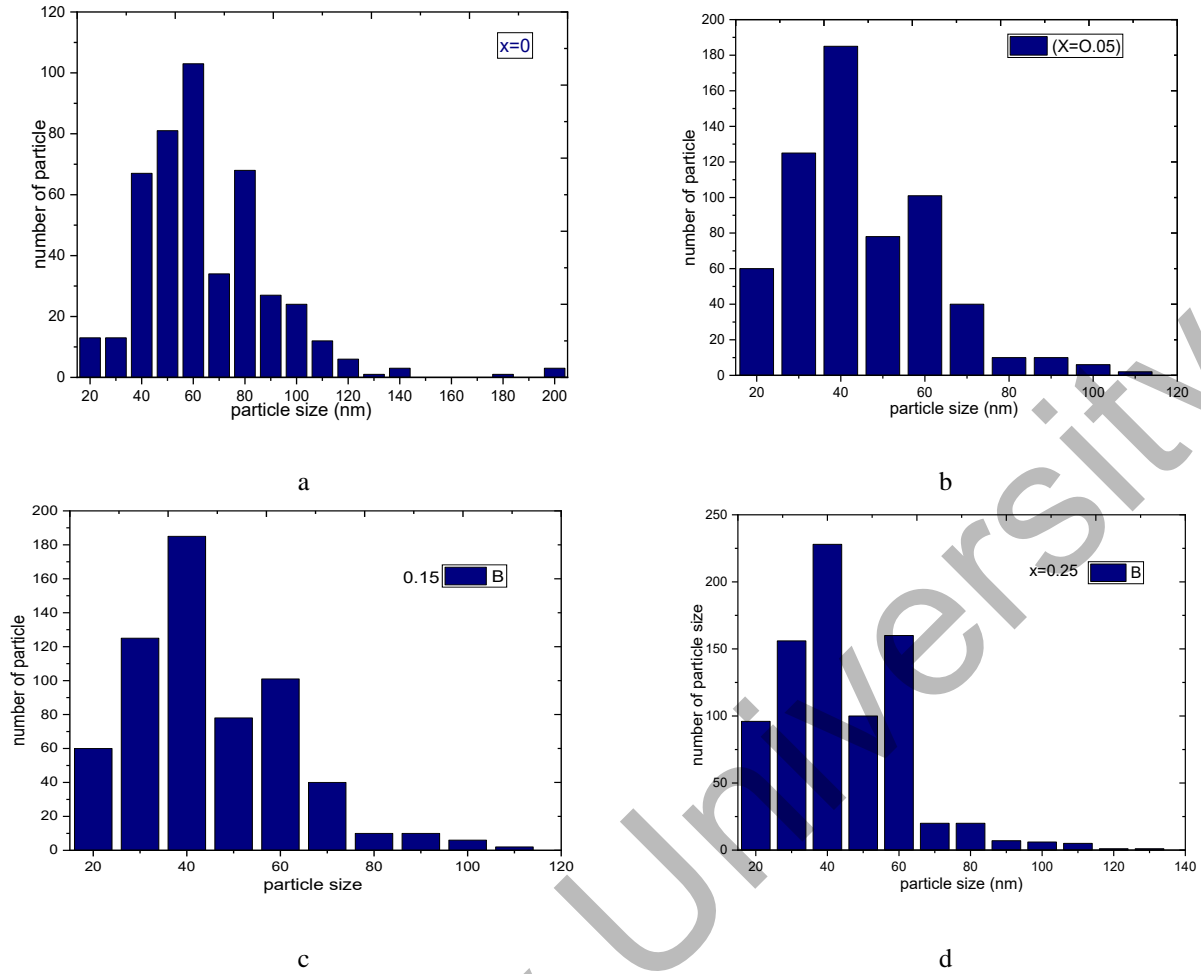 120
100
80
60
40
20
0
number of particle
x=0
20 40 60 80 100 120 140 160 180 200
particle size (nm)
a
200
180
160
140
120
100
80
60
40
20
0
number of particle
(X=O.05)
20 40 60 80 100 120
particle size (nm)
b
200
180
160
140
120
100
80
60
40
20
0
number of particle
0.15 B
20 40 60 80 100 120
particle size
c
250
200
150
100
50
0
number of particle size
x=0.25 B
20 40 60 80 100 120 140
particle size (nm)
d
University